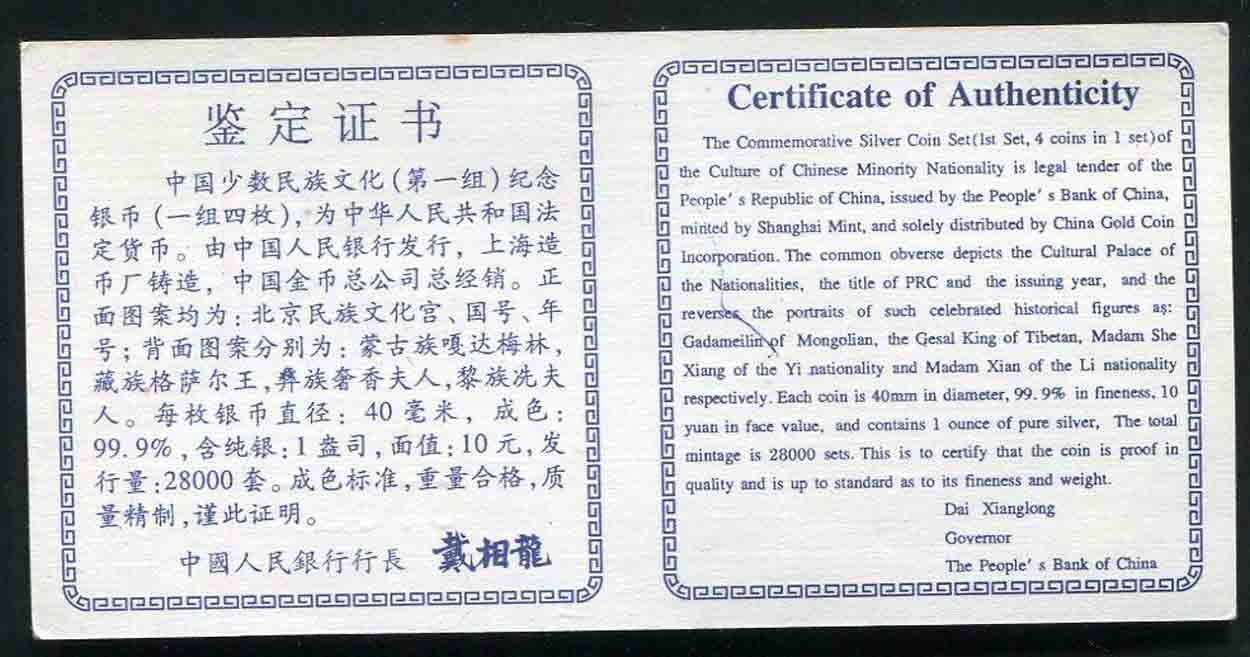 鉴定证书
中国少数民族文化(第一组)纪念
银币(一组四枚),为中华人民共和国法
定货币。由中国人民银行发行,上海造
币厂铸造,中国金币总公司总经销。正
面图案均为:北京民族文化宫、国号、年
号;背面图案分别为:蒙古族嘎达梅林,
藏族格萨尔王,彝族奢香夫人,黎族冼夫
人。每枚银币直径:40毫米,成色:
99.9%,含纯银:1盎司,面值:10元,发
行量:28000套。成色标准,重量合格,质
量精制,谨此证明。
中國人民銀行行長 戴相龍
Certificate of Authenticity
The Commemorative Silver Coin Set(1st Set, 4 coins in 1 set)of
the Culture of Chinese Minority Nationality is legal tender of the
People's Republic of China, issued by the People's Bank of China,
minted by Shanghai Mint, and solely distributed by China Gold Coin
Incorporation. The common obverse depicts the Cultural Palace of
the Nationalities, the title of PRC and the issuing year, and the
reverses the portraits of such celebrated historical figures as:
Gadameilin of Mongolian, the Gesal King of Tibetan, Madam She
Xiang of the Yi nationality and Madam Xian of the Li nationality
respectively. Each coin is 40mm in diameter, 99.9% in fineness, 10
yuan in face value, and contains 1 ounce of pure silver, The total
mintage is 28000 sets. This is to certify that the coin is proof in
quality and is up to standard as to its fineness and weight.
Dai Xianglong
Governor
The People's Bank of China